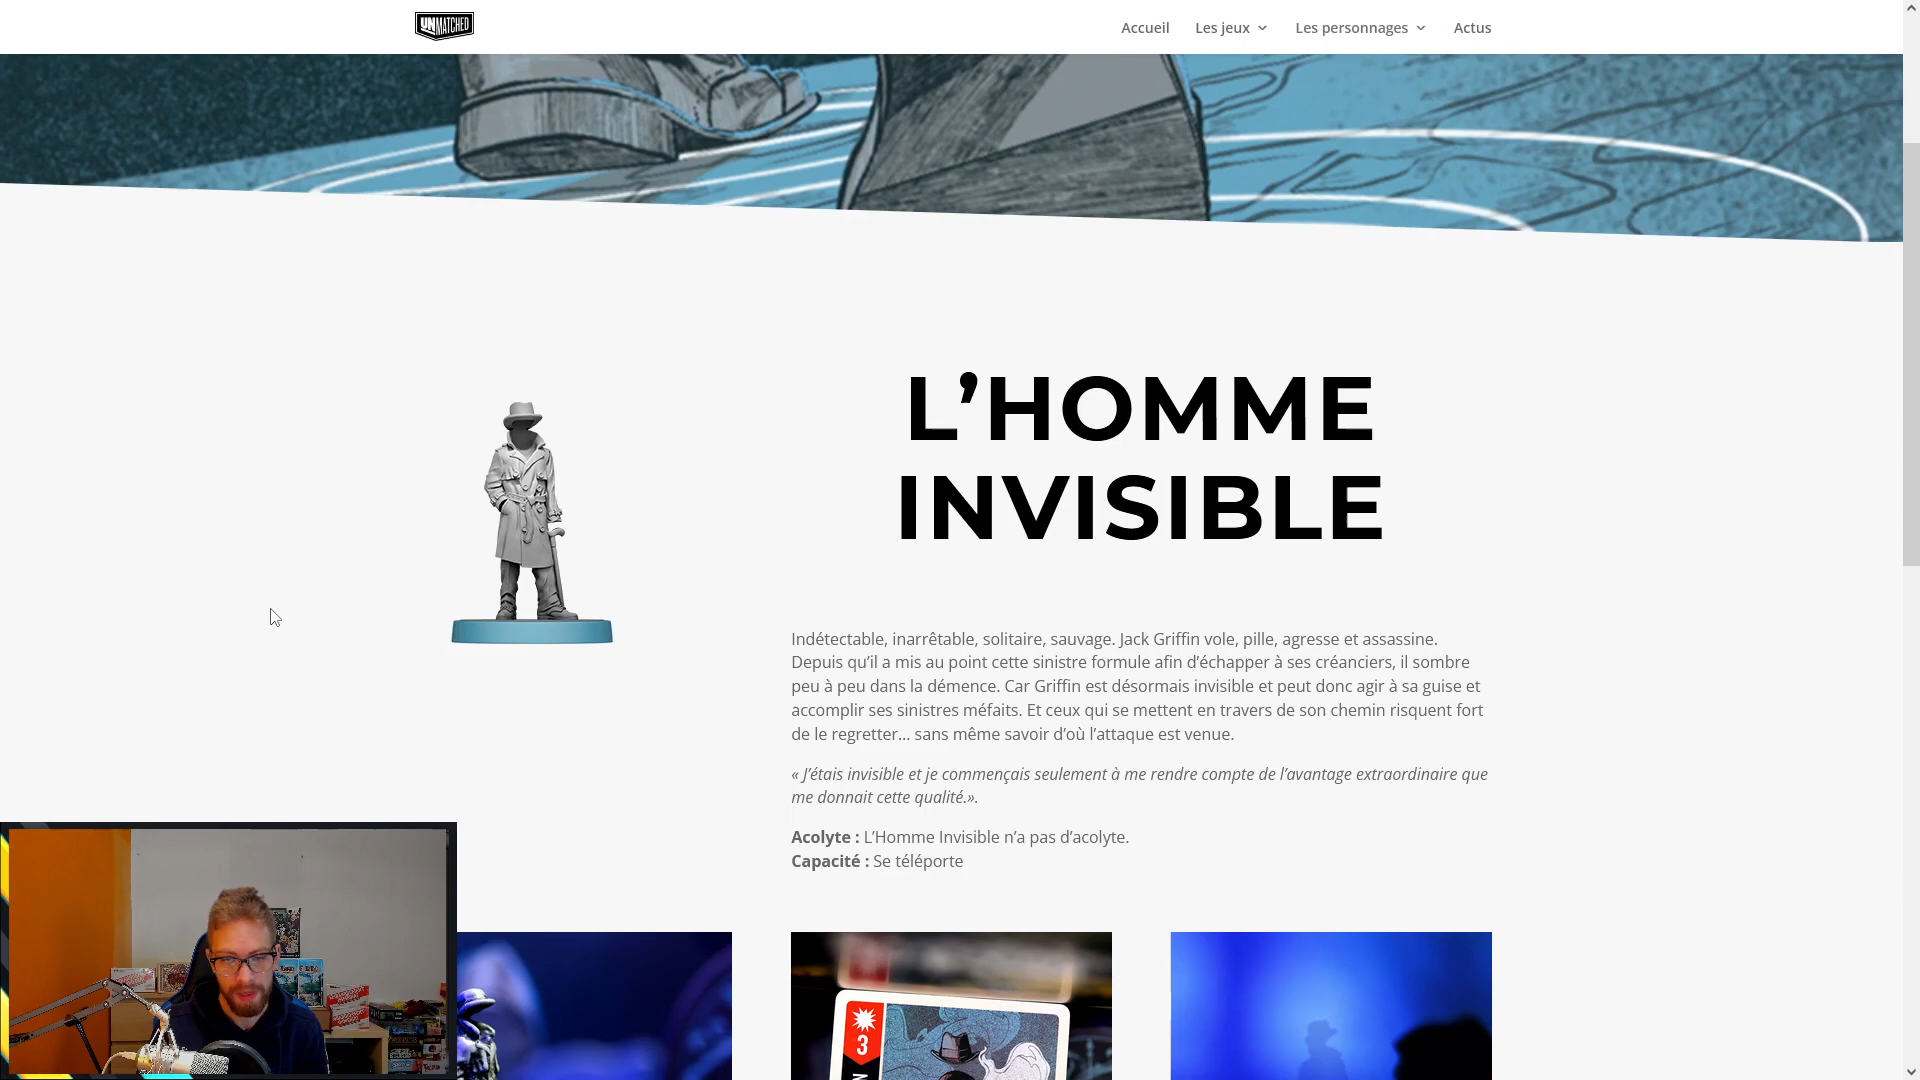 UNMATCHED
Accueil
Les jeux
Les personnages
Actus
L’HOMME
INVISIBLE
Indétectable, inarrêtable, solitaire, sauvage. Jack Griffin vole, pille, agresse et assassine.
Depuis qu’il a mis au point cette sinistre formule afin d’échapper à ses créanciers, il sombre
peu à peu dans la démence. Car Griffin est désormais invisible et peut donc agir à sa guise et
accomplir ses sinistres méfaits. Et ceux qui se mettent en travers de son chemin risquent fort
de le regretter… sans même savoir d’où l’attaque est venue.
« J’étais invisible et je commençais seulement à me rendre compte de l’avantage extraordinaire que
me donnait cette qualité.».
Acolyte : L’Homme Invisible n’a pas d’acolyte.
Capacité : Se téléporte
3